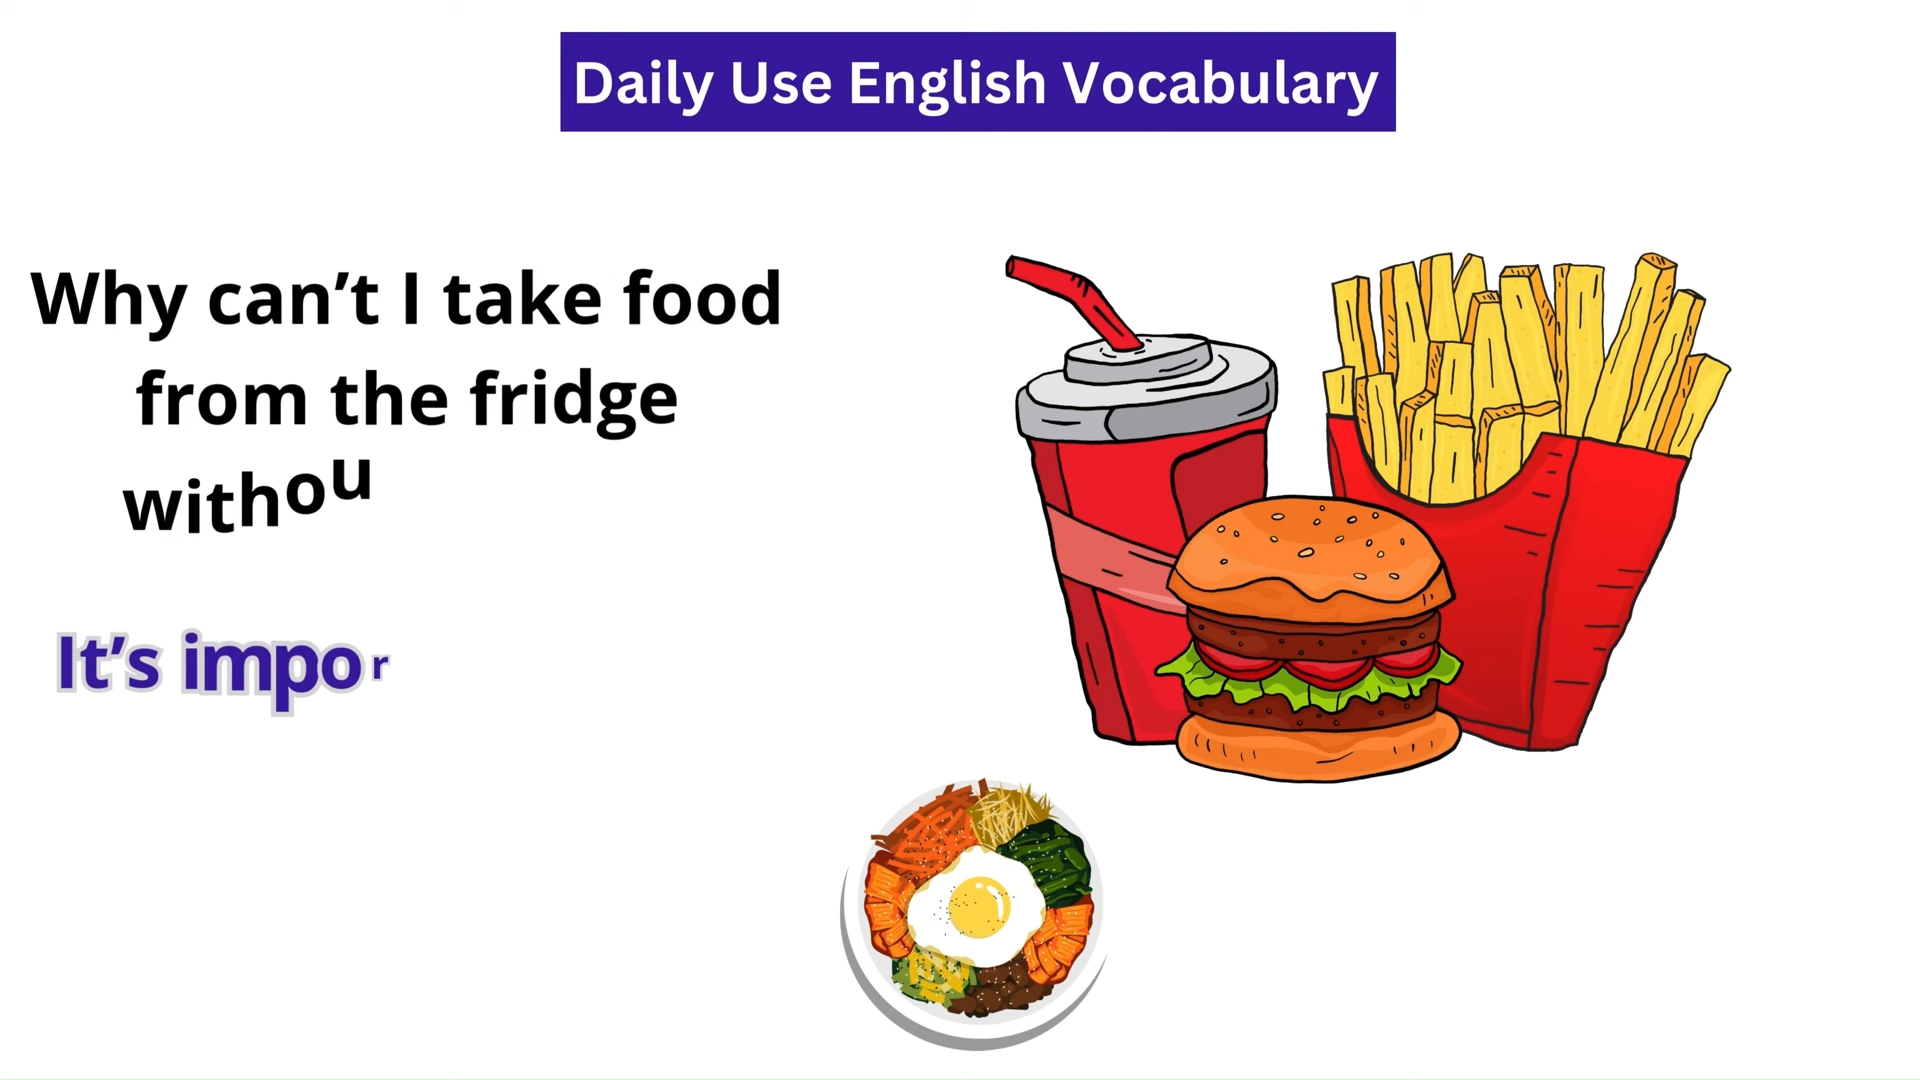 Daily Use English Vocabulary
Why can’t I take food
from the fridge
withou
It’s impor